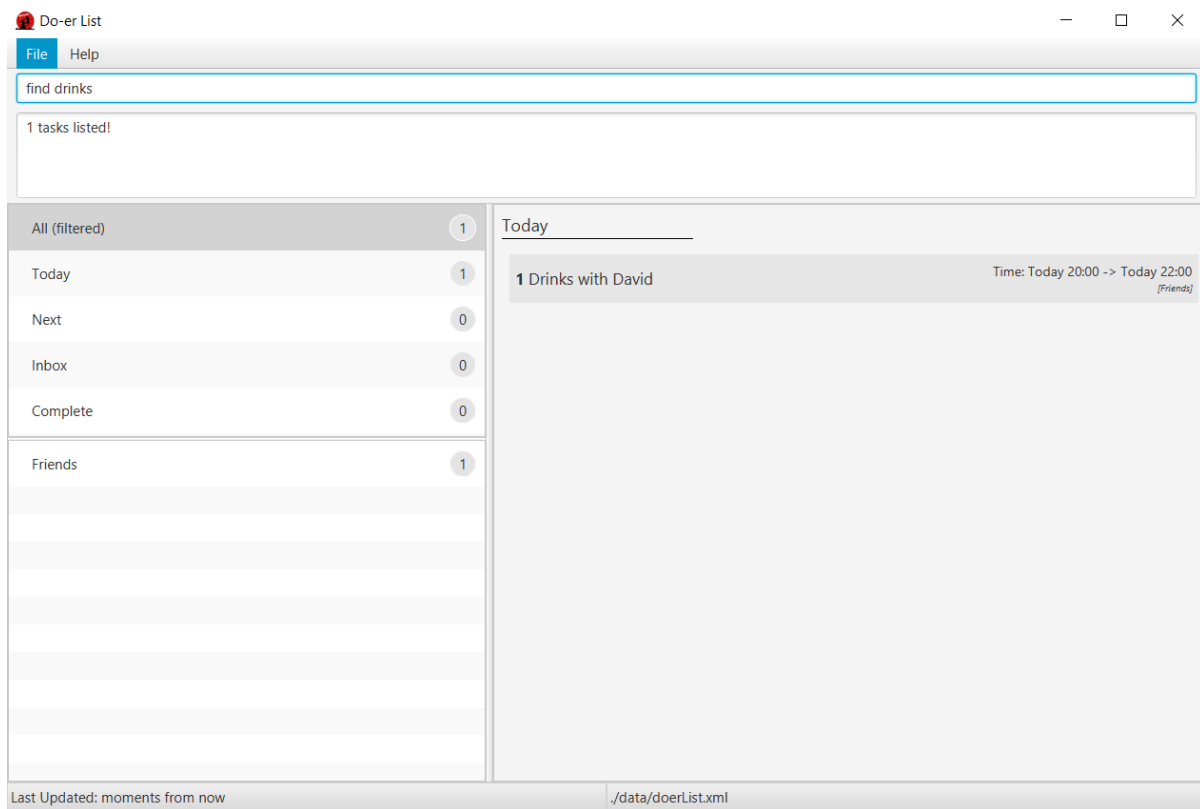 Do-er List
File Help
find drinks
1 tasks listed!
All (filtered) 1
Today 1
Next 0
Inbox 0
Complete 0
Friends 1
Today
1 Drinks with David
Time: Today 20:00 -> Today 22:00
[Friends]
Last Updated: moments from now
./data/doerList.xml